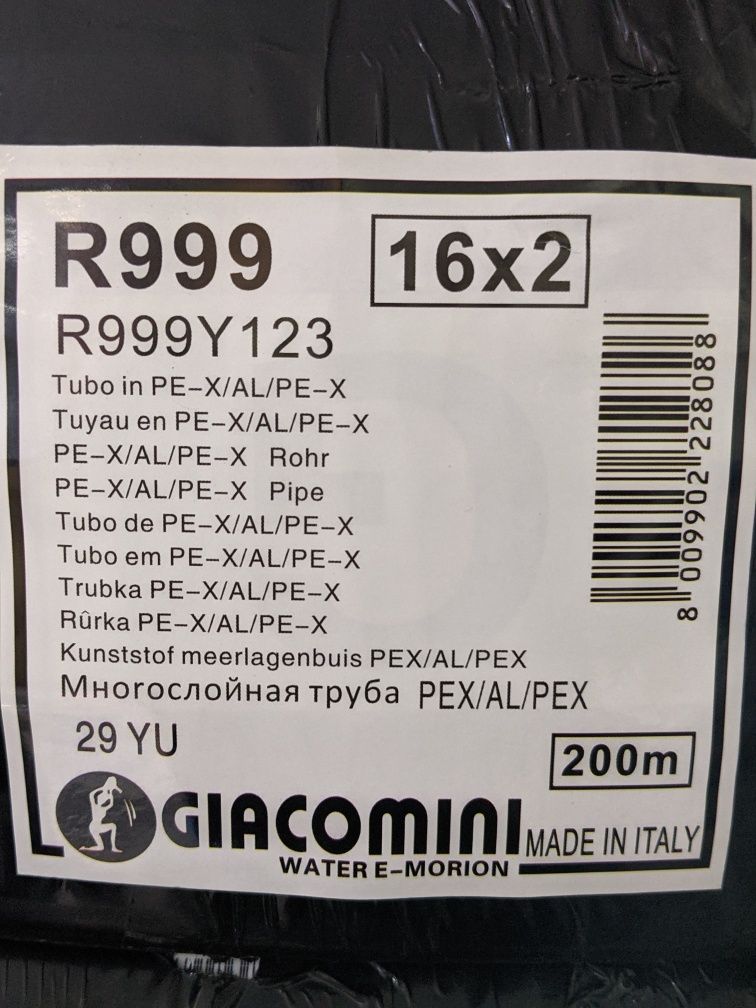 R999 16x2
R999Y123
Tubo in PE-X/AL/PE-X
Tuyau en PE-X/AL/PE-X
PE-X/AL/PE-X Rohr
PE-X/AL/PE-X Pipe
Tubo de PE-X/AL/PE-X
Tubo em PE-X/AL/PE-X
Trubka PE-X/AL/PE-X
Rûrka PE-X/AL/PE-X
Kunststof meerlagenbuis PEX/AL/PEX
Многослойная труба PEX/AL/PEX
29 YU
200m
GIACOMINI
WATER E-MORION
MADE IN ITALY
8 009902 228088